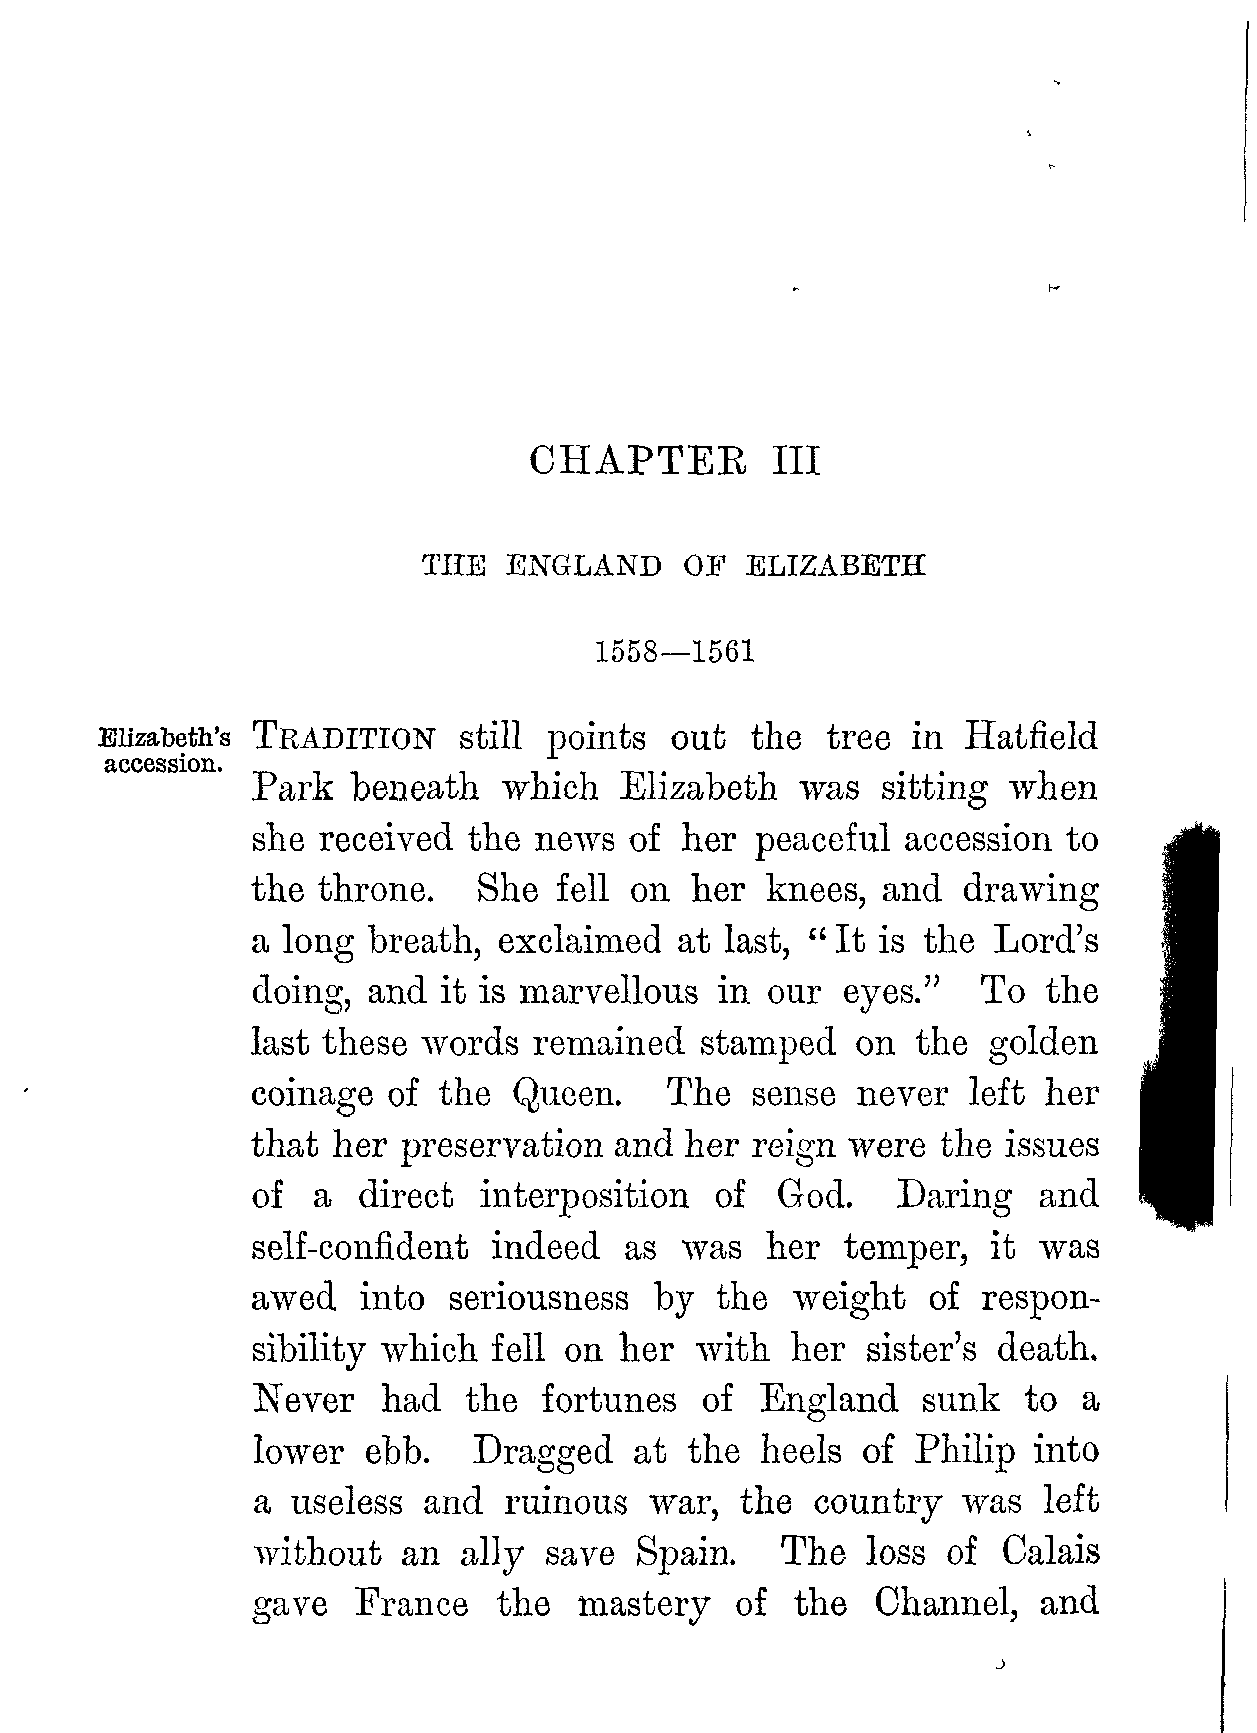 CHAPTER III
THE ENGLAND OF ELIZABETH
1558—1561
Elizabeth's
accession.
TRADITION still points out the tree in Hatfield
Park beneath which Elizabeth was sitting when
she received the news of her peaceful accession to
the throne. She fell on her knees, and drawing
a long breath, exclaimed at last, "It is the Lord's
doing, and it is marvellous in our eyes." To the
last these words remained stamped on the golden
coinage of the Queen. The sense never left her
that her preservation and her reign were the issues
of a direct interposition of God. Daring and
self-confident indeed as was her temper, it was
awed into seriousness by the weight of respon-
sibility which fell on her with her sister's death.
Never had the fortunes of England sunk to a
lower ebb. Dragged at the heels of Philip into
a useless and ruinous war, the country was left
without an ally save Spain. The loss of Calais
gave France the mastery of the Channel, and